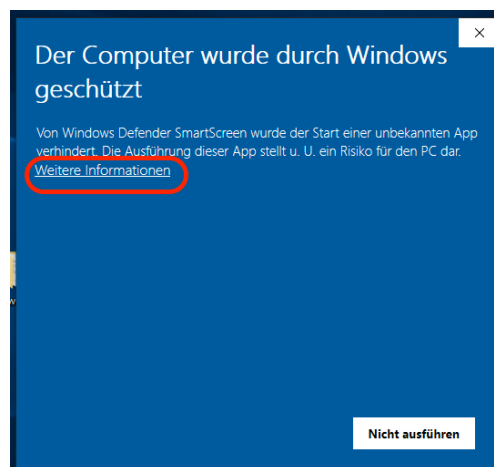 Der Computer wurde durch Windows
geschützt
Von Windows Defender SmartScreen wurde der Start einer unbekannten App
verhindert. Die Ausführung dieser App stellt u. U. ein Risiko für den PC dar.
Weitere Informationen
Nicht ausführen